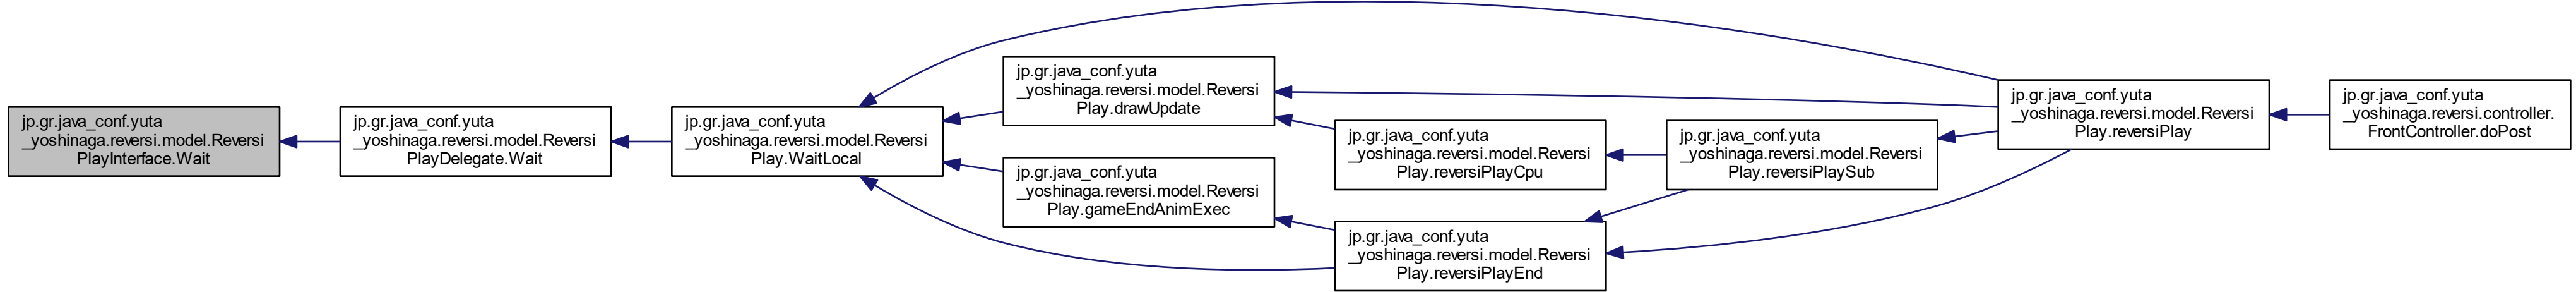 jp.gr.java_conf.yuta
_yoshinaga.reversi.model.Reversi
PlayInterface.Wait
jp.gr.java_conf.yuta
_yoshinaga.reversi.model.Reversi
PlayDelegate.Wait
jp.gr.java_conf.yuta
_yoshinaga.reversi.model.Reversi
Play.WaitLocal
jp.gr.java_conf.yuta
_yoshinaga.reversi.model.Reversi
Play.drawUpdate
jp.gr.java_conf.yuta
_yoshinaga.reversi.model.Reversi
Play.gameEndAnimExec
jp.gr.java_conf.yuta
_yoshinaga.reversi.model.Reversi
Play.reversiPlayCpu
jp.gr.java_conf.yuta
_yoshinaga.reversi.model.Reversi
Play.reversiPlayEnd
jp.gr.java_conf.yuta
_yoshinaga.reversi.model.Reversi
Play.reversiPlaySub
jp.gr.java_conf.yuta
_yoshinaga.reversi.model.Reversi
Play.reversiPlay
jp.gr.java_conf.yuta
_yoshinaga.reversi.controller.
FrontController.doPost